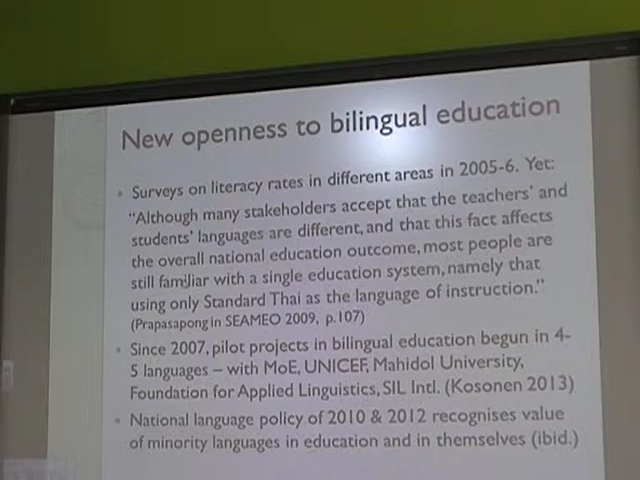 New openness to bilingual education
• Surveys on literacy rates in different areas in 2005-6. Yet:
"Although many stakeholders accept that the teachers' and
students' languages are different, and that this fact affects
the overall national education outcome, most people are
still familiar with a single education system, namely that
using only Standard Thai as the language of instruction."
(Prapasapong in SEAMEO 2009, p.107)
• Since 2007, pilot projects in bilingual education begun in 4-
5 languages – with MoE, UNICEF, Mahidol University,
Foundation for Applied Linguistics, SIL Intl. (Kosonen 2013)
• National language policy of 2010 & 2012 recognises value
of minority languages in education and in themselves (ibid.)